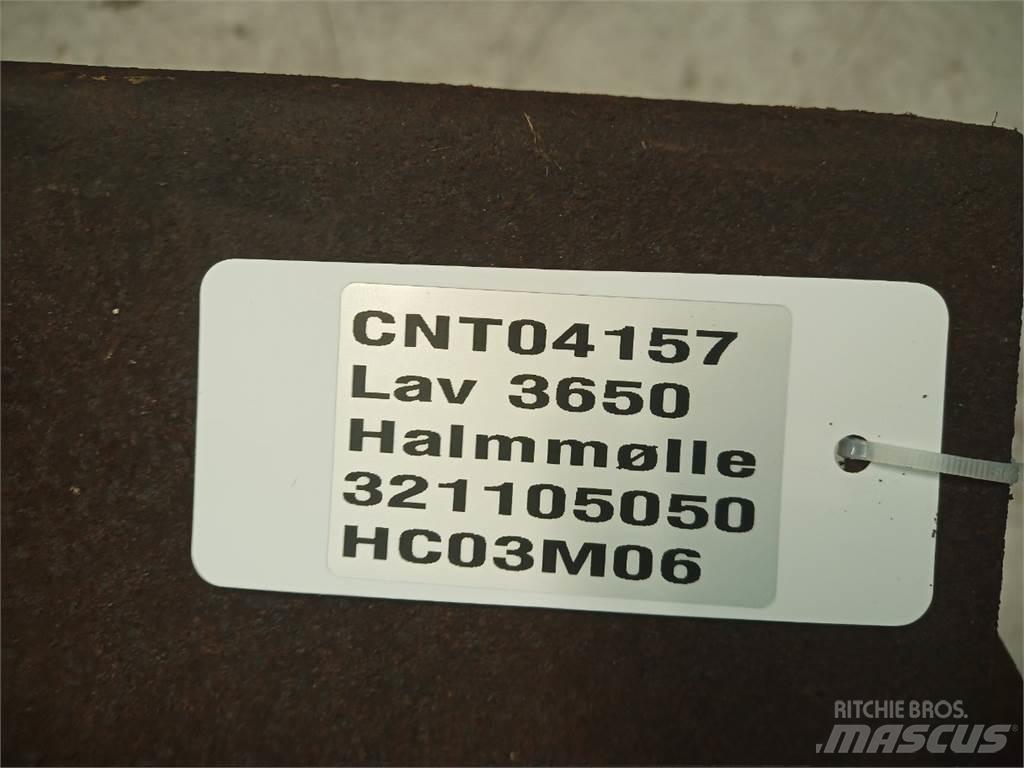 CNT04157
Lav 3650
Halmmølle
321105050
HC03M06
RITCHIE BROS.
MASCUS